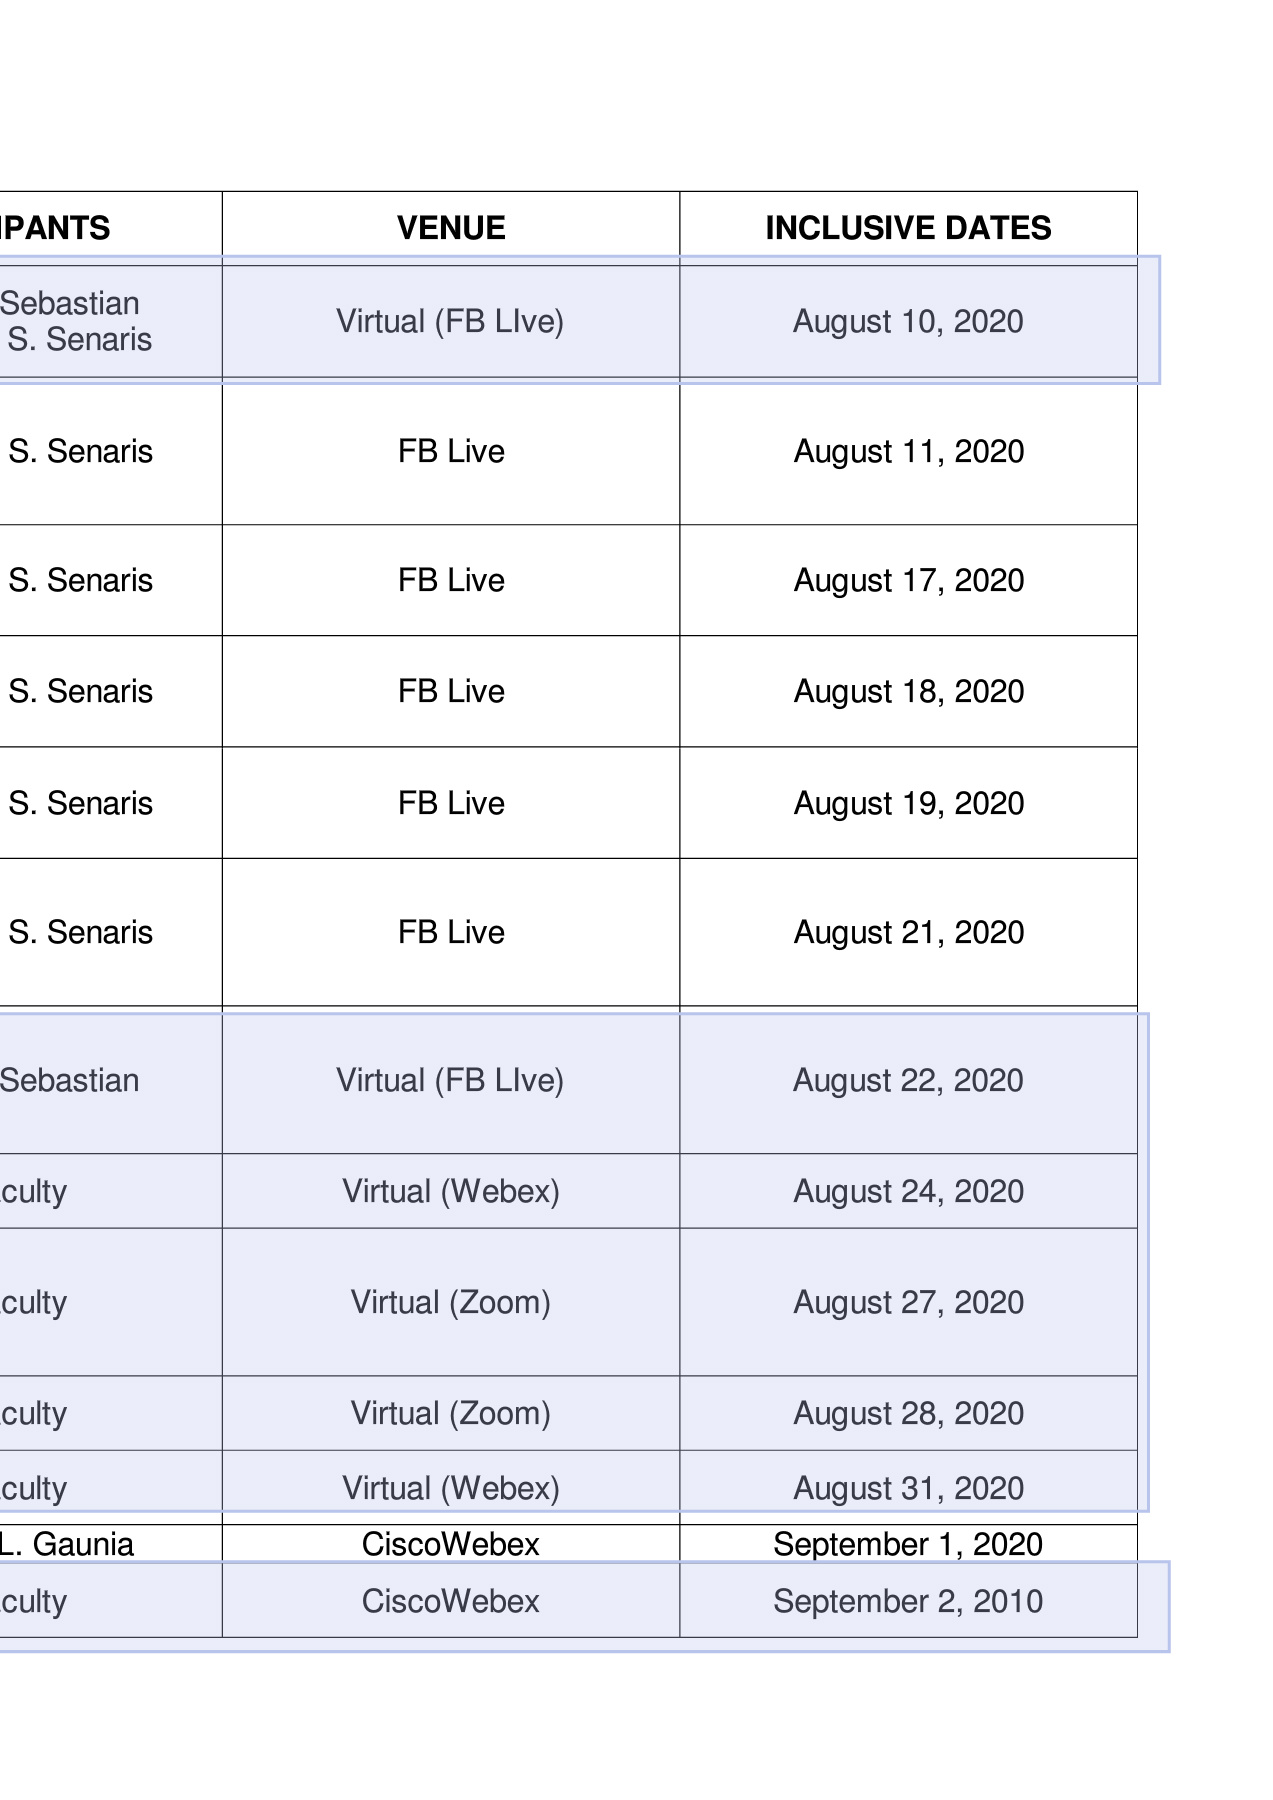 IPANTS VENUE INCLUSIVE DATES
Sebastian
S. Senaris Virtual (FB LIve) August 10, 2020
S. Senaris FB Live August 11, 2020
S. Senaris FB Live August 17, 2020
S. Senaris FB Live August 18, 2020
S. Senaris FB Live August 19, 2020
S. Senaris FB Live August 21, 2020
Sebastian Virtual (FB LIve) August 22, 2020
culty Virtual (Webex) August 24, 2020
culty Virtual (Zoom) August 27, 2020
culty Virtual (Zoom) August 28, 2020
culty Virtual (Webex) August 31, 2020
L. Gaunia CiscoWebex September 1, 2020
culty CiscoWebex September 2, 2010